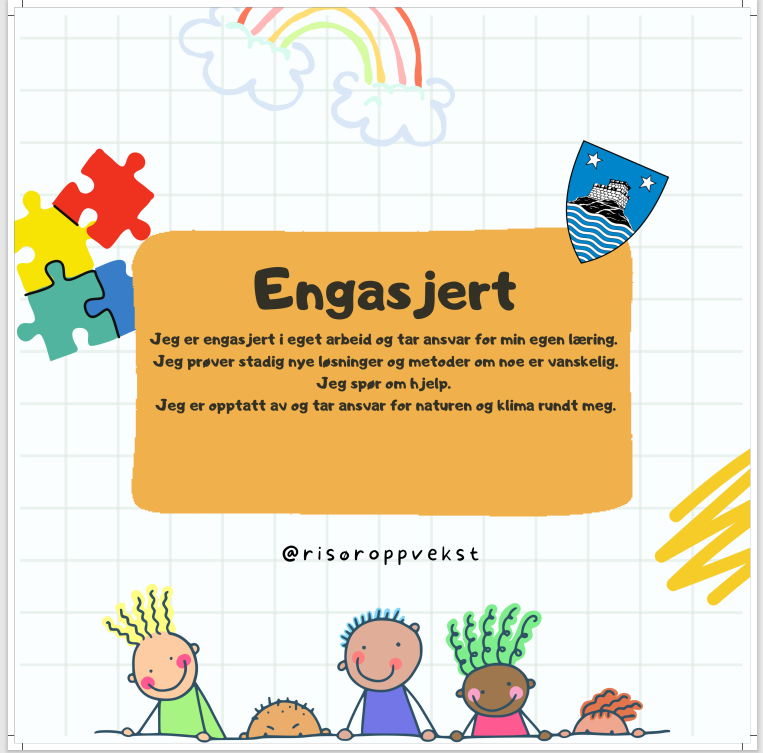 Engasjert
Jeg er engasjert i eget arbeid og tar ansvar for min egen læring.
Jeg prøver stadig nye løsninger og metoder om noe er vanskelig.
Jeg spør om hjelp.
Jeg er opptatt av og tar ansvar for naturen og klima rundt meg.
@risøroppvekst